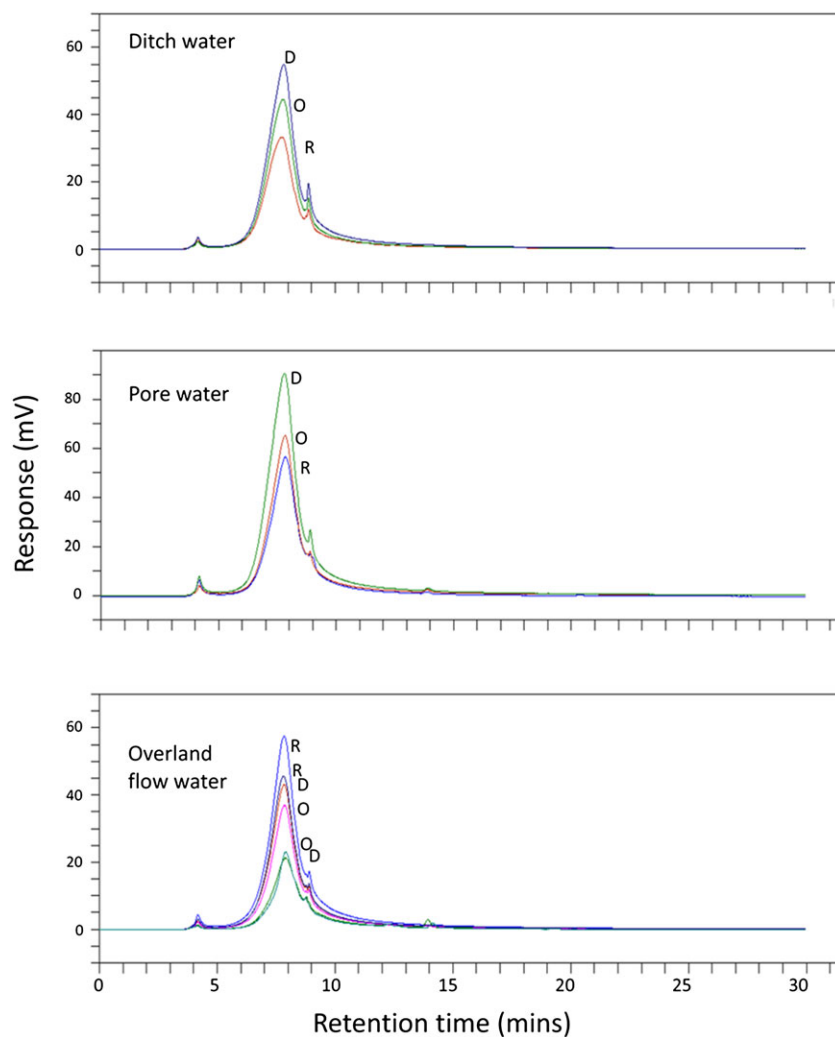 Ditch water
60
40
20
0
D
O
R
Pore water
80
60
40
20
0
D
O
R
Response (mV)
Overland
flow water
60
40
20
0
R
R
D
O
O
D
0 5 10 15 20 25 30
Retention time (mins)